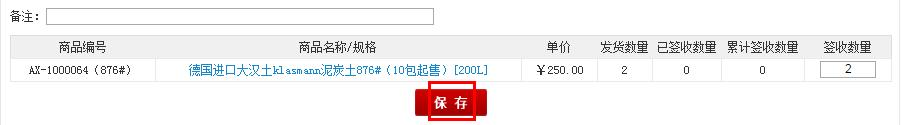 备注：
商品编号 商品名称/规格 单价 发货数量 已签收数量 累计签收数量 签收数量
AX-1000064（876#） 德国进口大汉土klasmann泥炭土876#（10包起售）[200L] ￥250.00 2 0 0 2
保 存